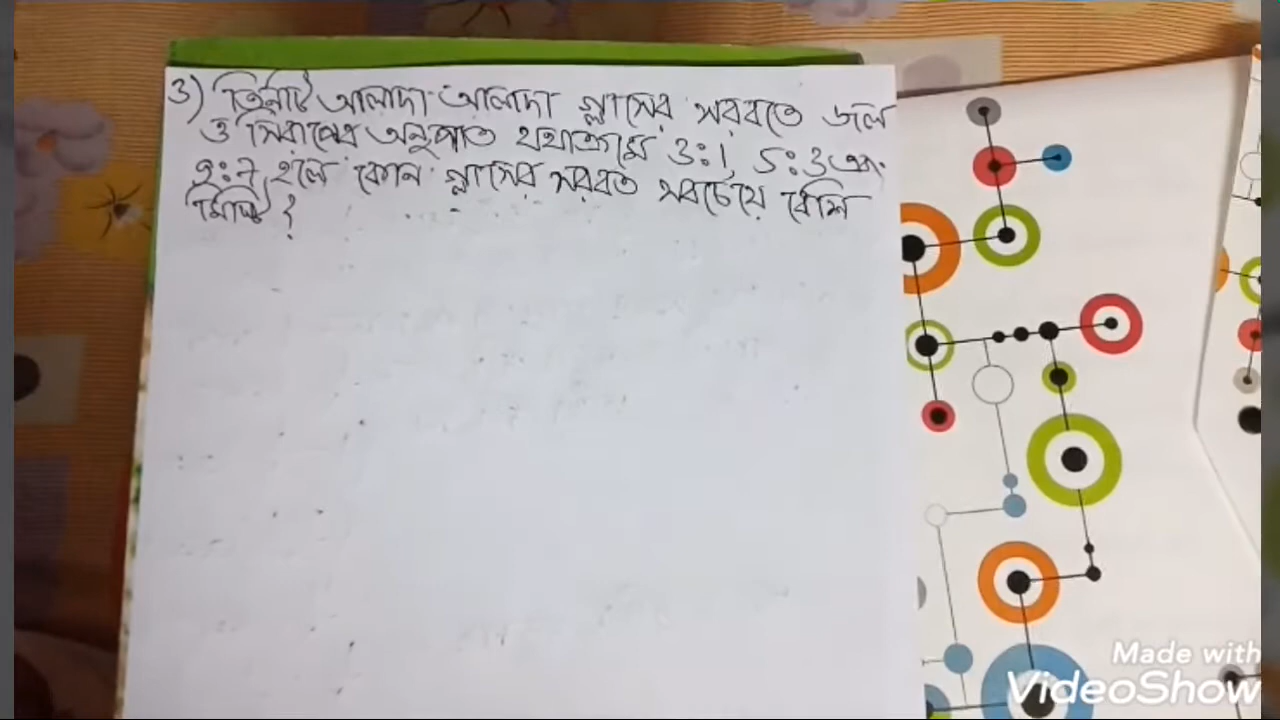 3) তিনটি আলাদা আলাদা গ্লাসের সরবতে জল
ও সিরাপের অনুপাত যথাক্রমে 3:1, 5:3 এবং
9:7 হলে কোন গ্লাসের সরবত সবচেয়ে বেশি
মিষ্টি?
Made with
VideoShow